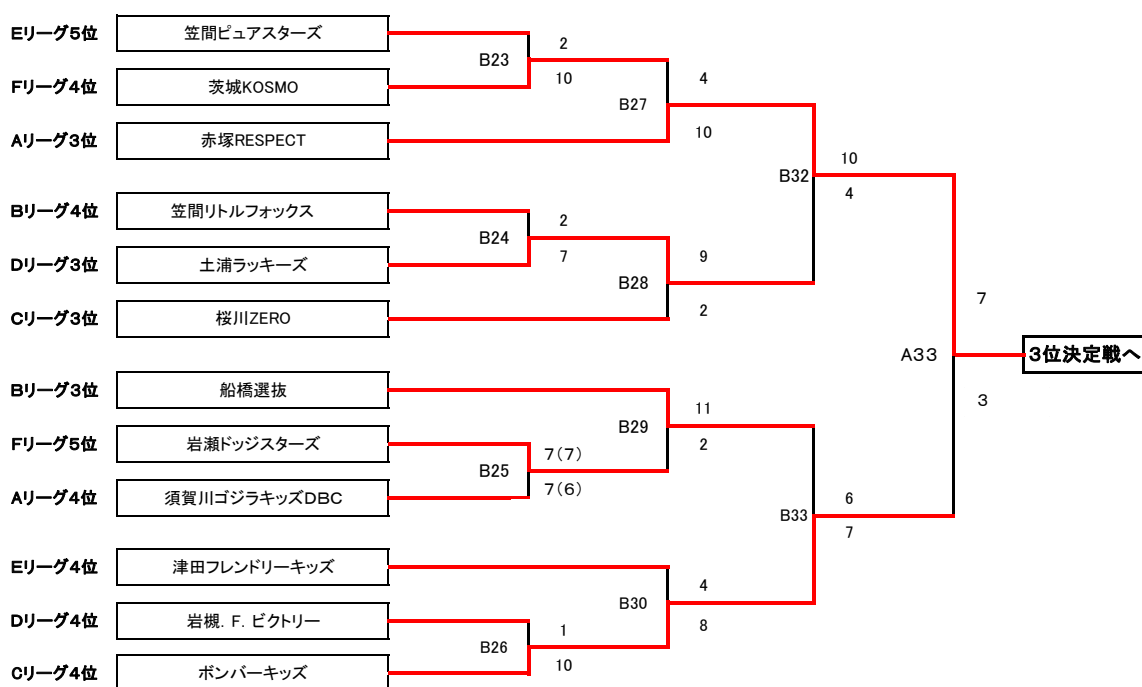 Eリーグ5位 笠間ピュアスターズ
B23 2
Fリーグ4位 茨城KOSMO 10 4
B27
Aリーグ3位 赤塚RESPECT 10
B32 10
4
Bリーグ4位 笠間リトルフォックス 2
B24
Dリーグ3位 土浦ラッキーズ 7 9
B28
Cリーグ3位 桜川ZERO 2
7
A33 3位決定戦へ
Bリーグ3位 船橋選抜 3
11
B29
Fリーグ5位 岩瀬ドッジスターズ 7(7) 2
B25
Aリーグ4位 須賀川ゴジラキッズDBC 7(6) 6
B33
7
Eリーグ4位 津田フレンドリーキッズ 4
B30
Dリーグ4位 岩槻．F．ビクトリー 1 8
B26
Cリーグ4位 ボンバーキッズ 10